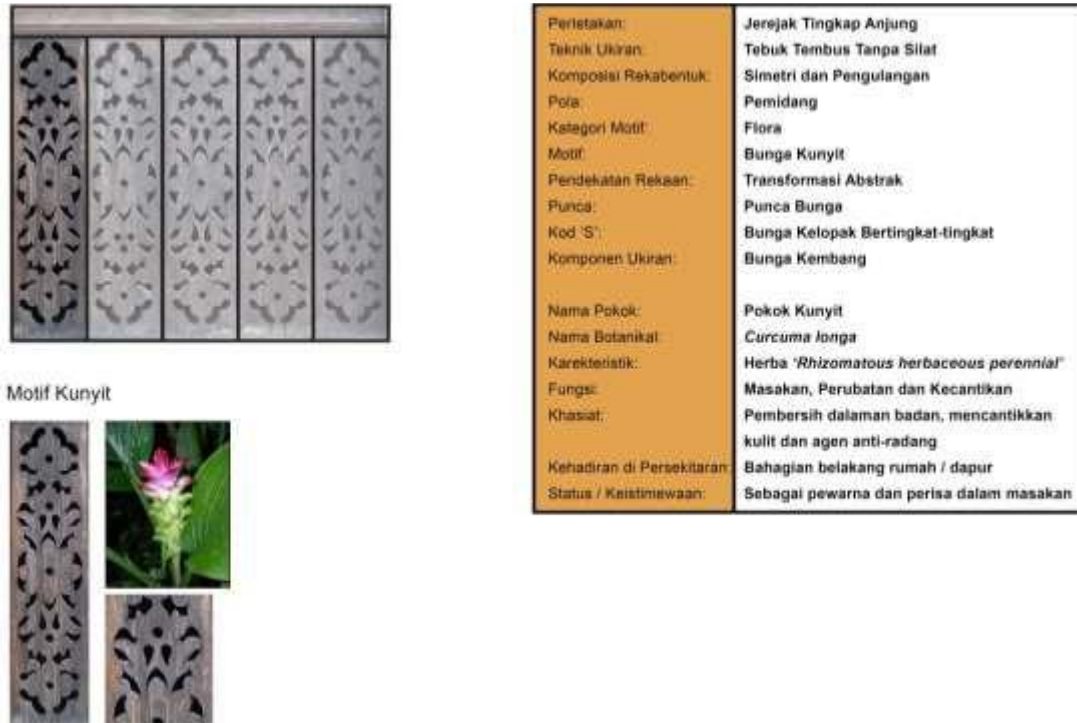 Perletakan: Jerejak Tingkap Anjung
Teknik Ukiran: Tebuk Tembus Tanpa Silat
Komposisi Rekabentuk: Simetri dan Pengulangan
Pola: Pemidang
Kategori Motif: Flora
Motif: Bunga Kunyit
Pendekatan Rekaan: Transformasi Abstrak
Punca: Punca Bunga
Kod 'S': Bunga Kelopak Bertingkat-tingkat
Komponen Ukiran: Bunga Kembang
Nama Pokok: Pokok Kunyit
Nama Botanikal: Curcuma longa
Karekteristik: Herba "Rhizomatous herbaceous perennial"
Fungsi: Masakan, Perubatan dan Kecantikan
Khasiat: Pembersih dalaman badan, mencantikkan
kulit dan agen anti-radang
Kehadiran di Persekitaran: Bahagian belakang rumah / dapur
Status / Keistimewaan: Sebagai pewarna dan perisa dalam masakan
Motif Kunyit